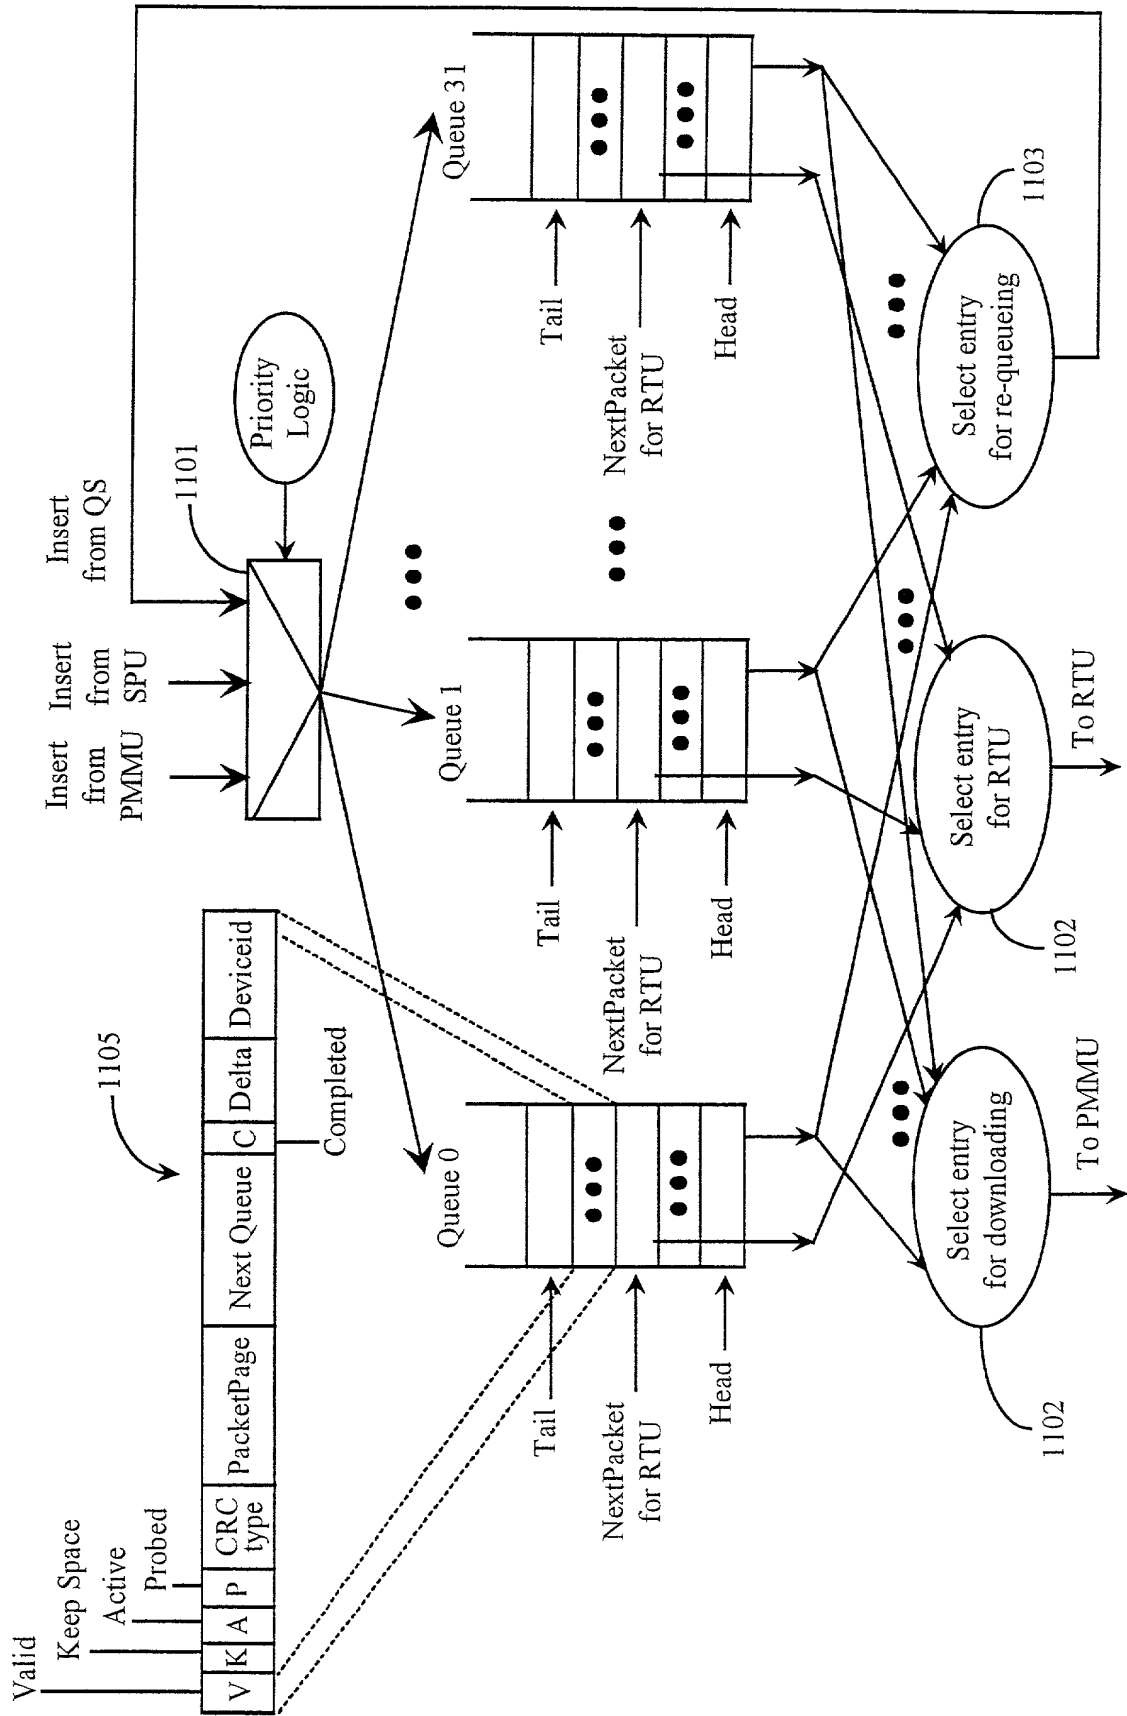 Valid
Keep Space
Active
Probed
V
K
A
P
CRC
type
PacketPage
Next Queue
C
Delta
Deviceid
Completed
1105
Insert
from
PMMU
Insert
from
SPU
Insert
from QS
1101
Priority
Logic
Queue 0
Queue 1
Queue 31
Tail
NextPacket
for RTU
Head
Tail
NextPacket
for RTU
Head
Tail
NextPacket
for RTU
Head
Select entry
for downloading
1102
To PMMU
Select entry
for RTU
1102
To RTU
Select entry
for re-queueing
1103